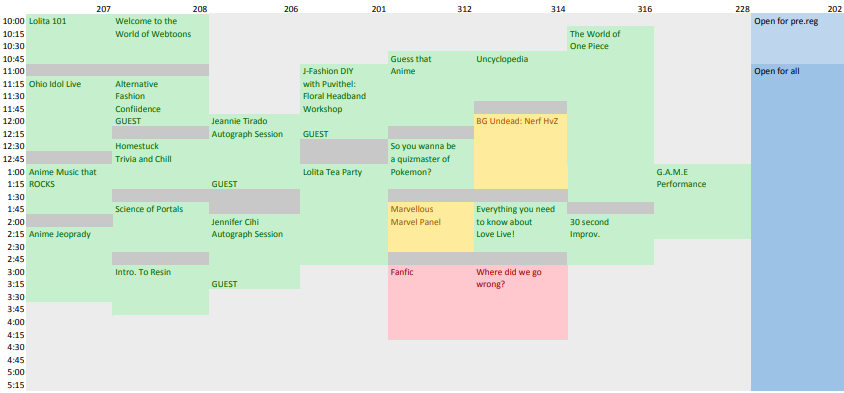 207 208 206 201 312 314 316 228 202
10:00 Lolita 101 Welcome to the Open for pre.reg
10:15 World of Webtoons The World of
10:30 One Piece
10:45 Guess that Uncyclopedia
11:00 J-Fashion DIY Anime Open for all
11:15 Ohio Idol Live Alternative with Puvithel:
11:30 Fashion Floral Headband
11:45 Confiidence Workshop
12:00 GUEST Jeannie Tirado BG Undead: Nerf HvZ
12:15 Autograph Session GUEST
12:30 Homestuck So you wanna be
12:45 Trivia and Chill a quizmaster of
1:00 Anime Music that Lolita Tea Party Pokemon? G.A.M.E
1:15 ROCKS GUEST Performance
1:30
1:45 Science of Portals Marvellous Everything you need
2:00 Jennifer Cihi Marvel Panel to know about 30 second
2:15 Anime Jeoprady Autograph Session Love Live! Improv.
2:30
2:45
3:00 Intro. To Resin Fanfic Where did we go
3:15 GUEST wrong?
3:30
3:45
4:00
4:15
4:30
4:45
5:00
5:15